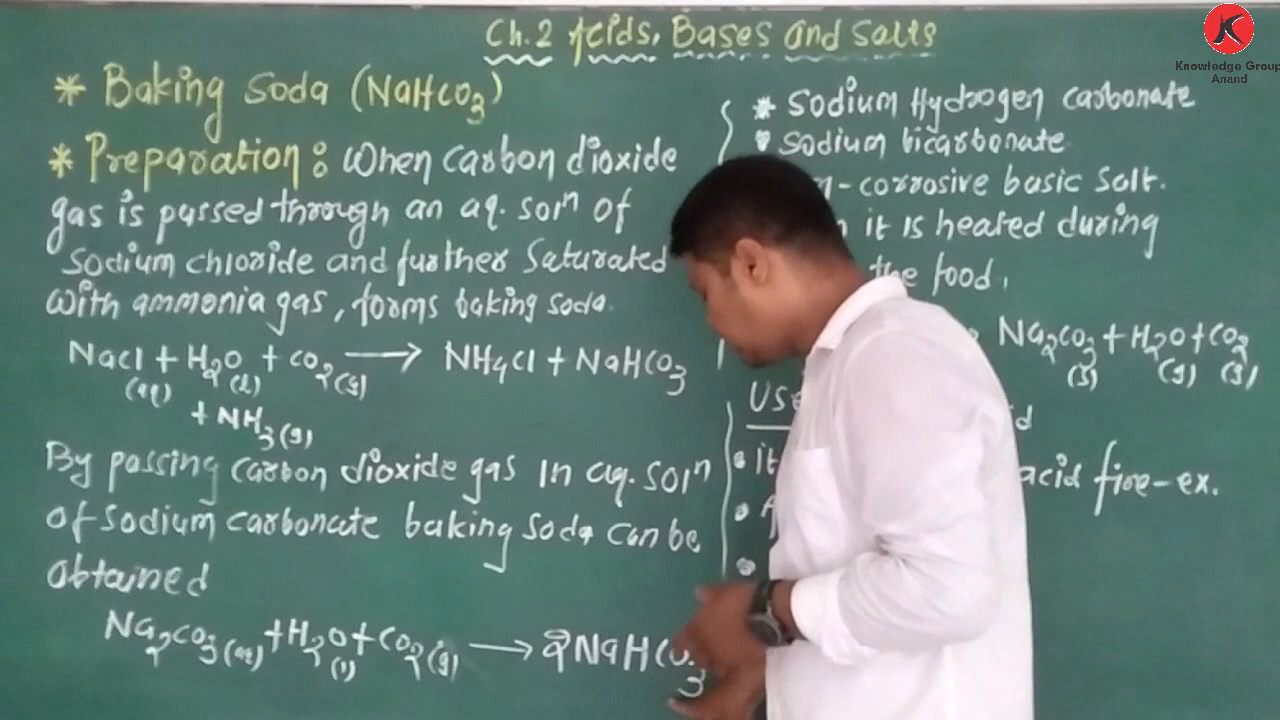 Ch.2 Acids, Bases and Salts
K
Knowledge Group
Anand
* Baking Soda (NaHCO3)
* Preparation: When carbon dioxide
gas is passed through an aq. soln of
Sodium chloride and further Saturated
with ammonia gas, forms baking soda.
NaCl(aq) + H2O(l) + CO2(g) → NH4Cl + NaHCO3
+ NH3(g)
By passing carbon dioxide gas in aq. soln
of sodium carbonate baking soda can be
obtained
Na2CO3(aq) + H2O(l) + CO2(g) → 2NaHCO3
* Sodium Hydrogen carbonate
Sodium bicarbonate
-corrosive basic salt.
it is heated during
the food.
Na2CO3(s) + H2O(g) + CO2(g)
• it
acid fire-ex.
• A